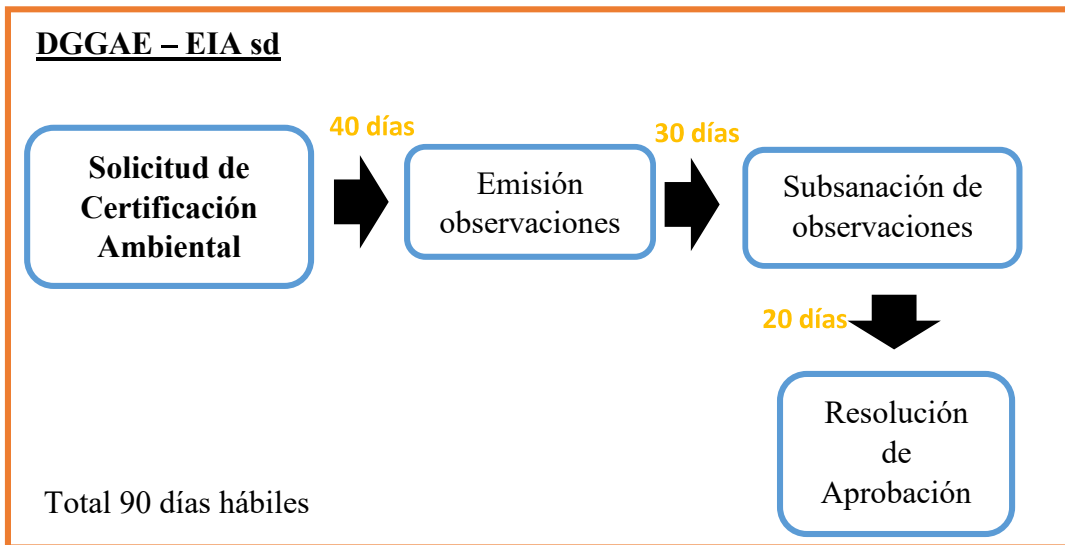 DGGAE – EIA sd
40 días
30 días
Solicitud de
Certificación
Ambiental
Emisión
observaciones
Subsanación de
observaciones
20 días
Resolución
de
Aprobación
Total 90 días hábiles